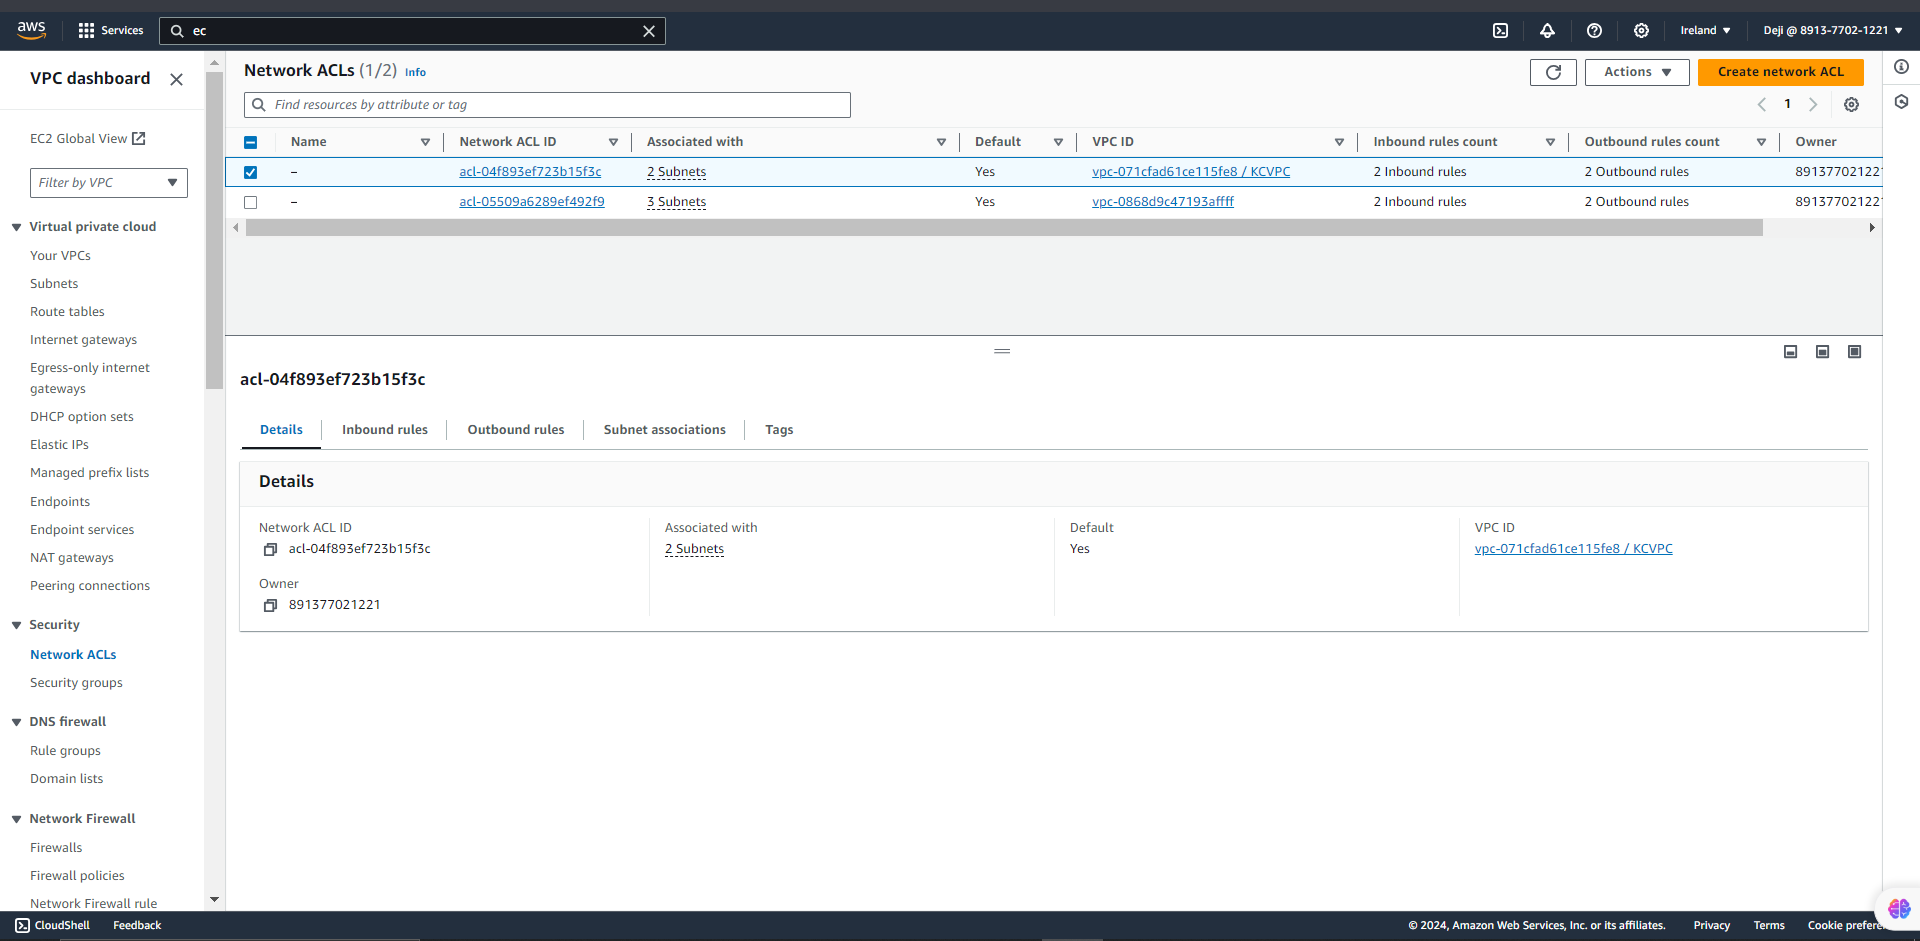 aws
Services
ec
Ireland
Deji @ 8913-7702-1221
VPC dashboard
EC2 Global View
Filter by VPC
Virtual private cloud
Your VPCs
Subnets
Route tables
Internet gateways
Egress-only internet
gateways
DHCP option sets
Elastic IPs
Managed prefix lists
Endpoints
Endpoint services
NAT gateways
Peering connections
Security
Network ACLs
Security groups
DNS firewall
Rule groups
Domain lists
Network Firewall
Firewalls
Firewall policies
Network Firewall rule
Network ACLs (1/2) Info
Actions
Create network ACL
Find resources by attribute or tag
1
Name Network ACL ID Associated with Default VPC ID Inbound rules count Outbound rules count Owner
– acl-04f893ef723b15f3c 2 Subnets Yes vpc-071cfad61ce115fe8 / KCVPC 2 Inbound rules 2 Outbound rules 891377021221
– acl-05509a6289ef492f9 3 Subnets Yes vpc-0868d9c47193affff 2 Inbound rules 2 Outbound rules 891377021221
acl-04f893ef723b15f3c
Details Inbound rules Outbound rules Subnet associations Tags
Details
Network ACL ID
acl-04f893ef723b15f3c
Owner
891377021221
Associated with
2 Subnets
Default
Yes
VPC ID
vpc-071cfad61ce115fe8 / KCVPC
CloudShell Feedback
© 2024, Amazon Web Services, Inc. or its affiliates. Privacy Terms Cookie prefere